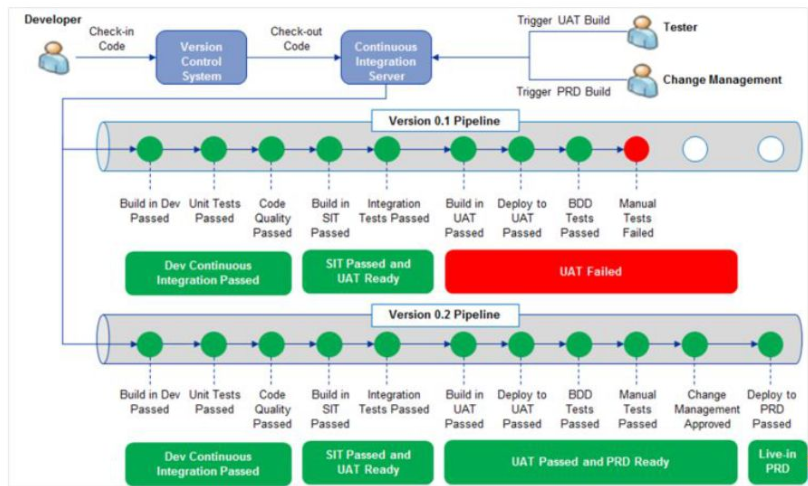 Developer
Check-in
Code
Version
Control
System
Check-out
Code
Continuous
Integration
Server
Trigger UAT Build
Tester
Trigger PRD Build
Change Management
Version 0.1 Pipeline
Build in Dev
Passed
Unit Tests
Passed
Code
Quality
Passed
Build in
SIT
Passed
Integration
Tests Passed
Build in
UAT
Passed
Deploy to
UAT
Passed
BDD
Tests
Passed
Manual
Tests
Failed
Dev Continuous
Integration Passed
SIT Passed and
UAT Ready
UAT Failed
Version 0.2 Pipeline
Build in Dev
Passed
Unit Tests
Passed
Code
Quality
Passed
Build in
SIT
Passed
Integration
Tests Passed
Build in
UAT
Passed
Deploy to
UAT
Passed
BDD
Tests
Passed
Manual
Tests
Passed
Change
Management
Approved
Deploy to
PRD
Passed
Dev Continuous
Integration Passed
SIT Passed and
UAT Ready
UAT Passed and PRD Ready
Live-in
PRD